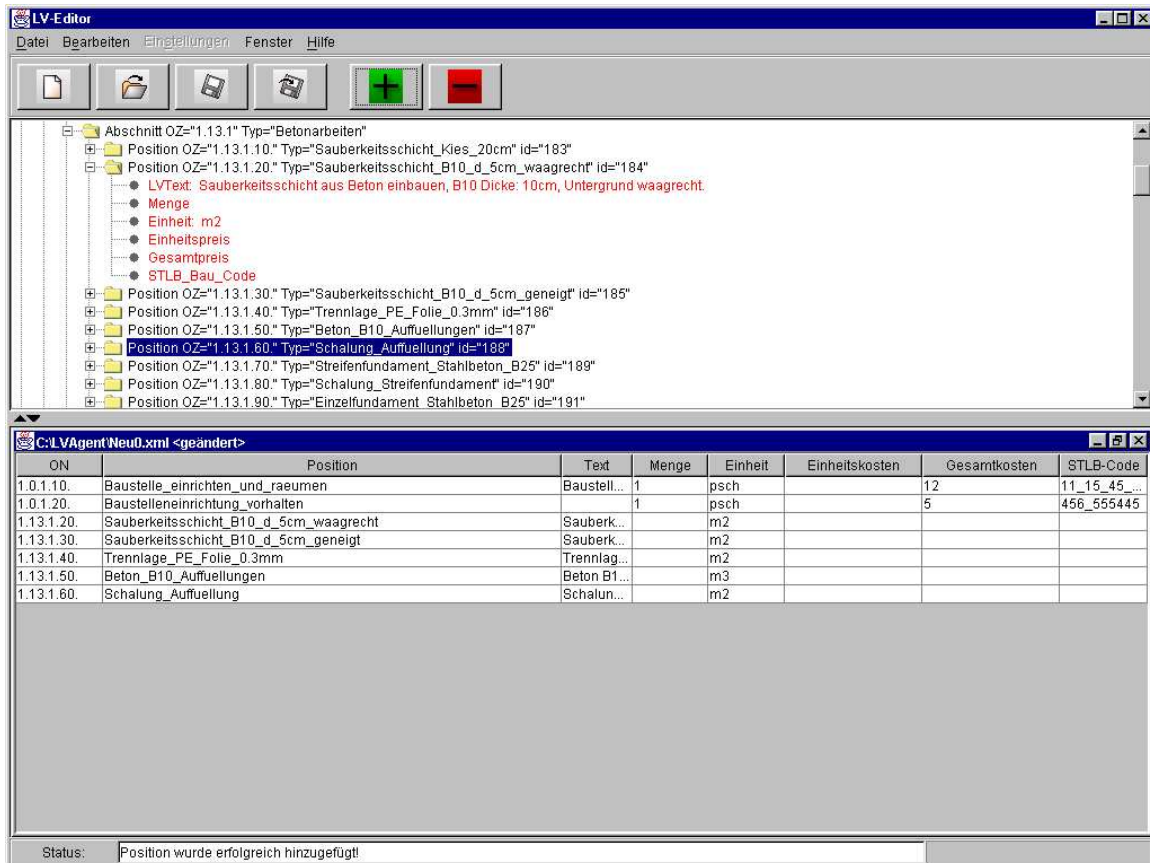 LV-Editor
Datei Bearbeiten Einstellungen Fenster Hilfe
Abschnitt OZ="1.13.1" Typ="Betonarbeiten"
Position OZ="1.13.1.10." Typ="Sauberkeitsschicht_Kies_20cm" id="183"
Position OZ="1.13.1.20." Typ="Sauberkeitsschicht_B10_d_5cm_waagrecht" id="184"
LVText: Sauberkeitsschicht aus Beton einbauen, B10 Dicke: 10cm, Untergrund waagrecht.
Menge
Einheit: m2
Einheitspreis
Gesamtpreis
STLB_Bau_Code
Position OZ="1.13.1.30." Typ="Sauberkeitsschicht_B10_d_5cm_geneigt" id="185"
Position OZ="1.13.1.40." Typ="Trennlage_PE_Folie_0.3mm" id="186"
Position OZ="1.13.1.50." Typ="Beton_B10_Auffuellungen" id="187"
Position OZ="1.13.1.60." Typ="Schalung_Auffuellung" id="188"
Position OZ="1.13.1.70." Typ="Streifenfundament_Stahlbeton_B25" id="189"
Position OZ="1.13.1.80." Typ="Schalung_Streifenfundament" id="190"
Position OZ="1.13.1.90." Typ="Einzelfundament_Stahlbeton_B25" id="191"
C:\LVAgent\Neu0.xml <geändert>
ON Position Text Menge Einheit Einheitskosten Gesamtkosten STLB-Code
1.0.1.10. Baustelle_einrichten_und_raeumen Baustell... 1 psch 12 11_15_45_...
1.0.1.20. Baustelleneinrichtung_vorhalten 1 psch 5 456_555445
1.13.1.20. Sauberkeitsschicht_B10_d_5cm_waagrecht Sauberk... m2
1.13.1.30. Sauberkeitsschicht_B10_d_5cm_geneigt Sauberk... m2
1.13.1.40. Trennlage_PE_Folie_0.3mm Trennlag... m2
1.13.1.50. Beton_B10_Auffuellungen Beton B1... m3
1.13.1.60. Schalung_Auffuellung Schalun... m2
Status: Position wurde erfolgreich hinzugefügt!